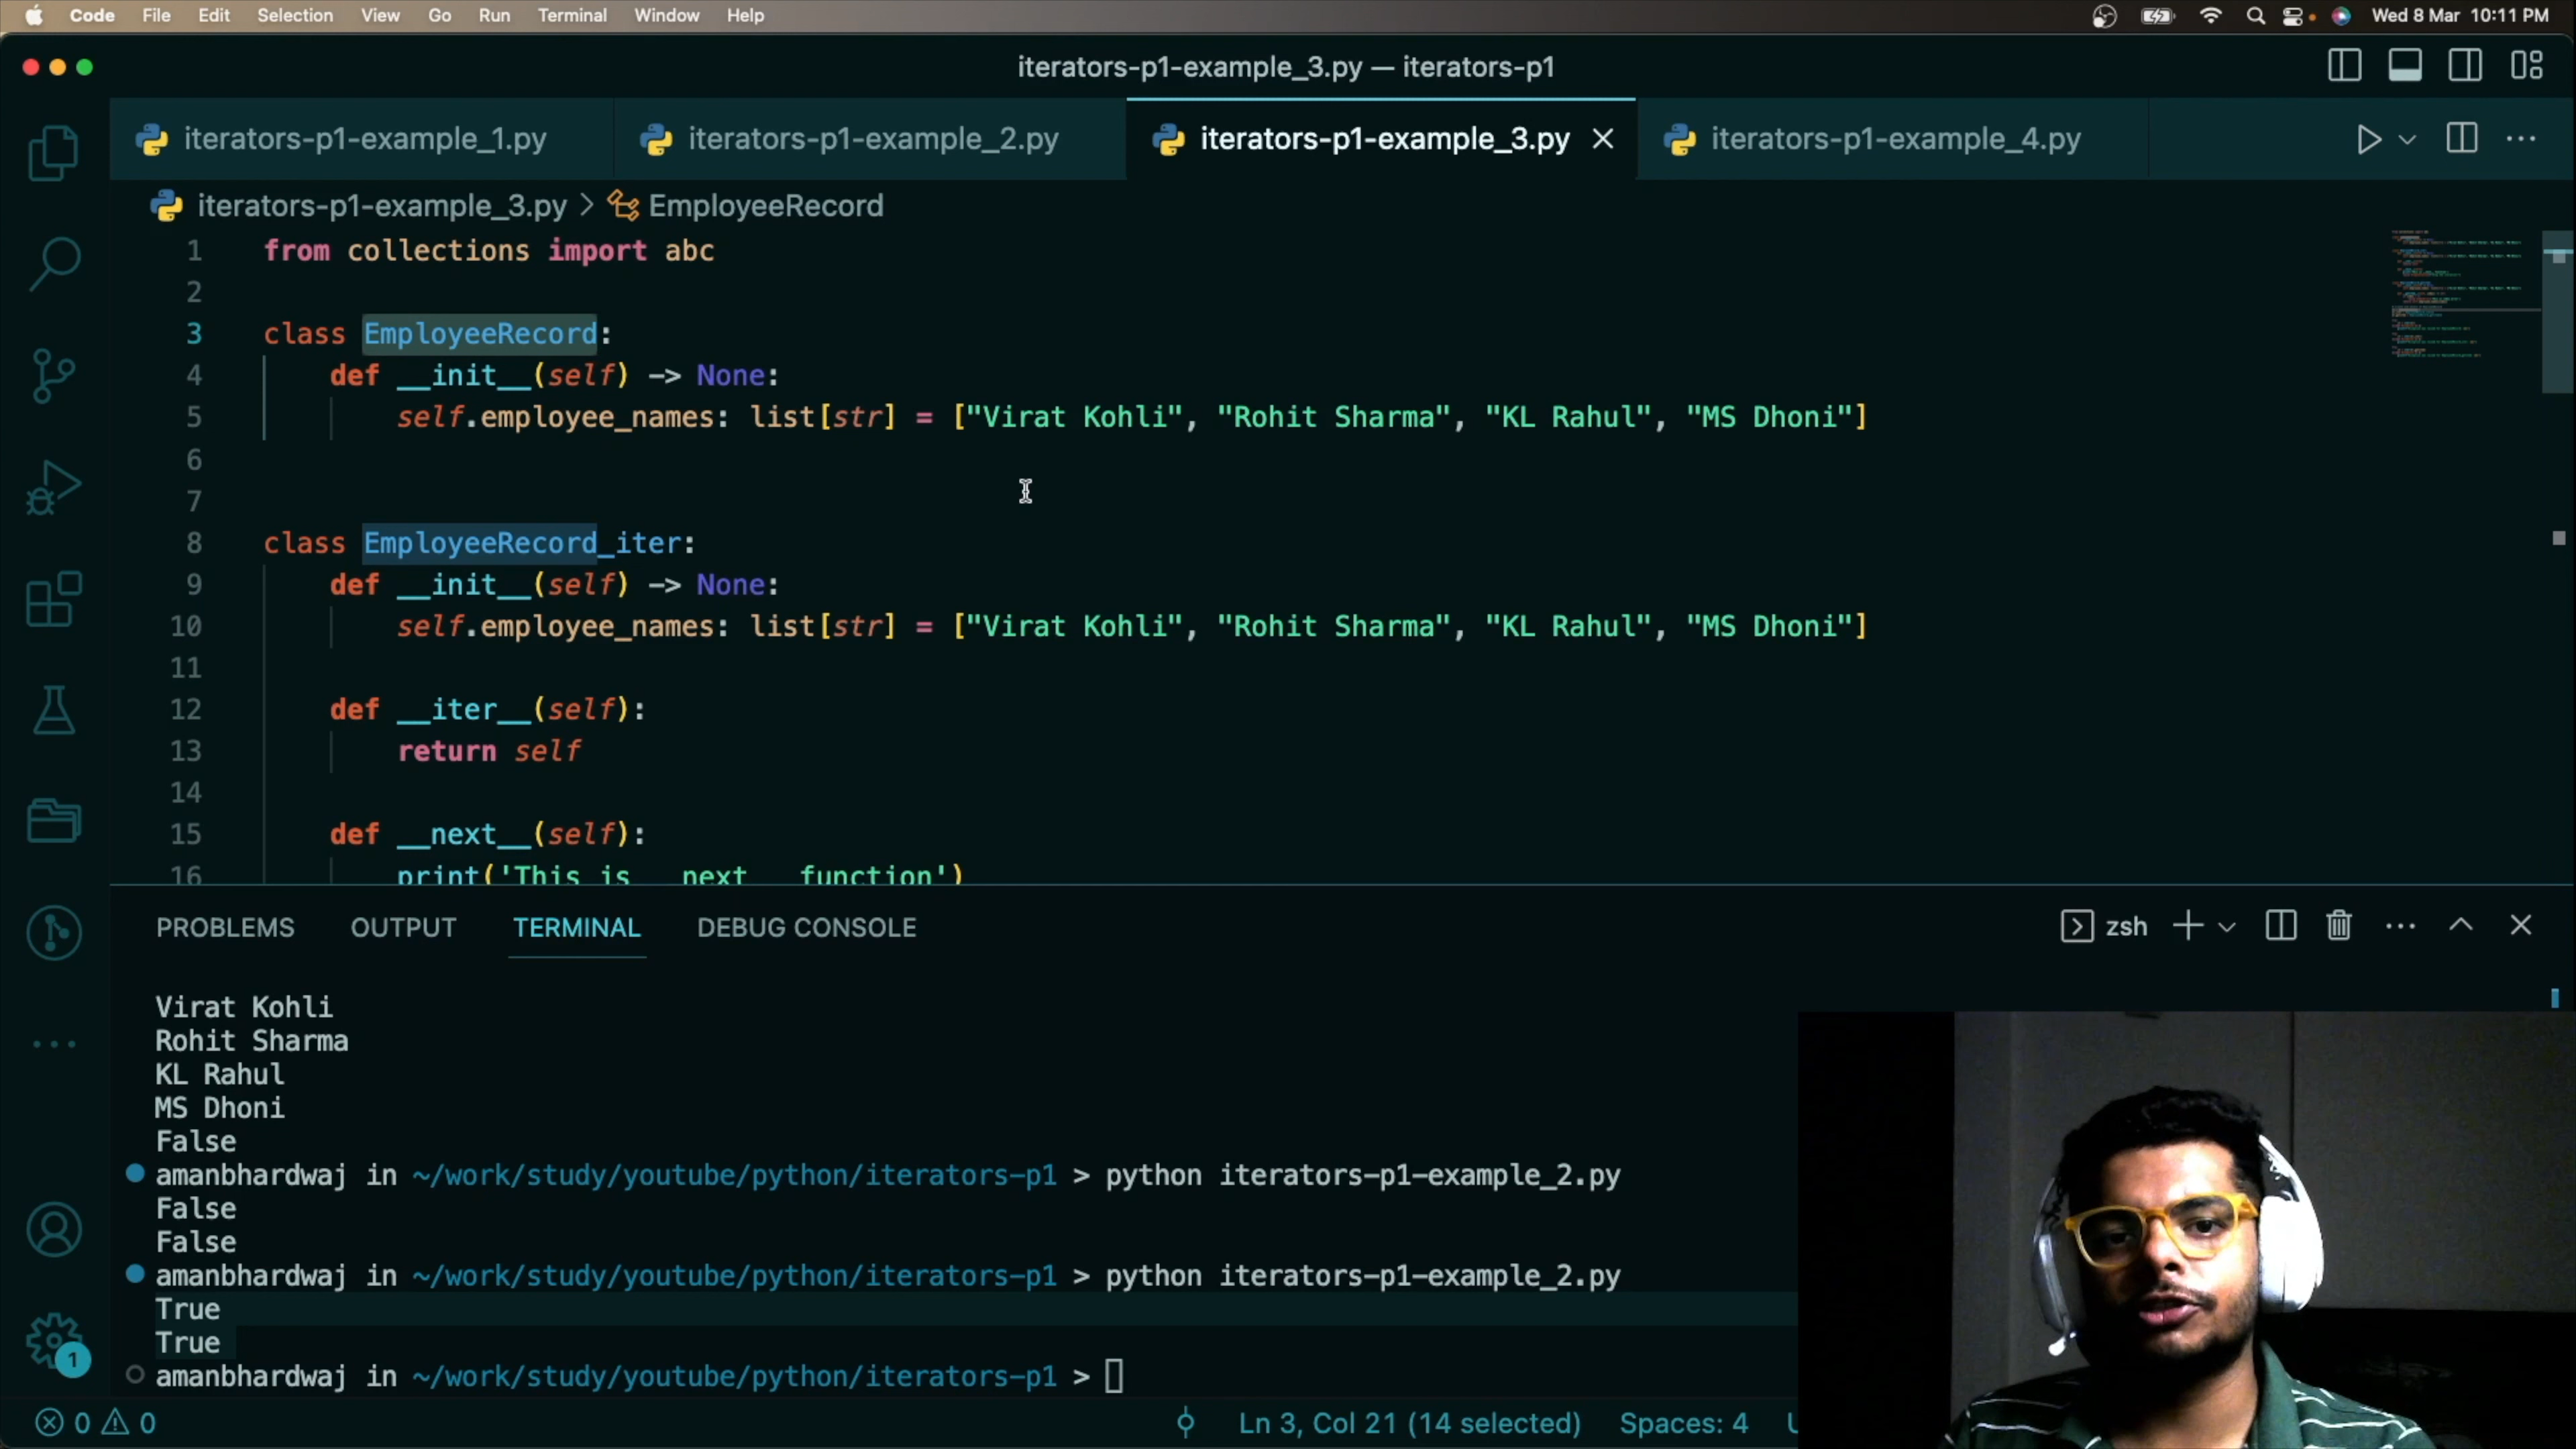 Code File Edit Selection View Go Run Terminal Window Help Wed 8 Mar 10:11 PM
iterators-p1-example_3.py — iterators-p1
iterators-p1-example_1.py iterators-p1-example_2.py iterators-p1-example_3.py iterators-p1-example_4.py
iterators-p1-example_3.py > EmployeeRecord
1 from collections import abc
2
3 class EmployeeRecord:
4 def __init__(self) -> None:
5 self.employee_names: list[str] = ["Virat Kohli", "Rohit Sharma", "KL Rahul", "MS Dhoni"]
6
7
8 class EmployeeRecord_iter:
9 def __init__(self) -> None:
10 self.employee_names: list[str] = ["Virat Kohli", "Rohit Sharma", "KL Rahul", "MS Dhoni"]
11
12 def __iter__(self):
13 return self
14
15 def __next__(self):
16 print('This is __next__ function')
PROBLEMS OUTPUT TERMINAL DEBUG CONSOLE zsh
Virat Kohli
Rohit Sharma
KL Rahul
MS Dhoni
False
amanbhardwaj in ~/work/study/youtube/python/iterators-p1 > python iterators-p1-example_2.py
False
False
amanbhardwaj in ~/work/study/youtube/python/iterators-p1 > python iterators-p1-example_2.py
True
True
1
amanbhardwaj in ~/work/study/youtube/python/iterators-p1 >
0 0 Ln 3, Col 21 (14 selected) Spaces: 4